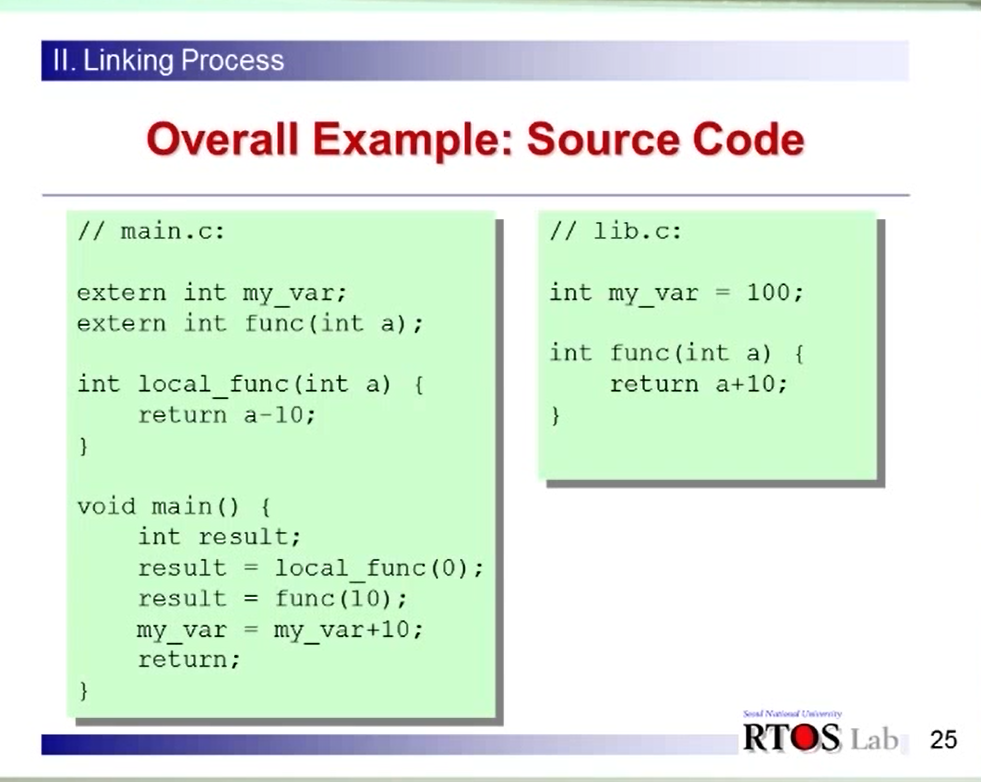 II. Linking Process
Overall Example: Source Code
// main.c:
extern int my_var;
extern int func(int a);
int local_func(int a) {
    return a-10;
}
void main() {
    int result;
    result = local_func(0);
    result = func(10);
    my_var = my_var+10;
    return;
}
// lib.c:
int my_var = 100;
int func(int a) {
    return a+10;
}
Seoul National University
RTOS Lab
25